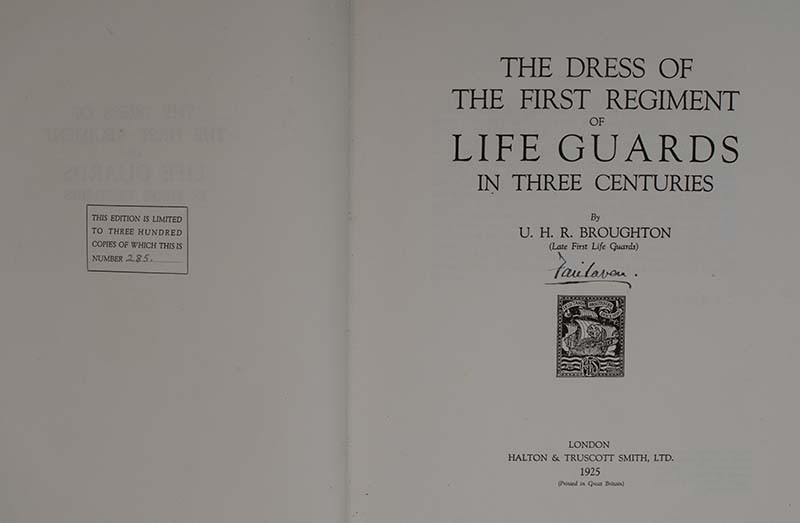 THIS EDITION IS LIMITED
TO THREE HUNDRED
COPIES OF WHICH THIS IS
NUMBER 285.
THE DRESS OF
THE FIRST REGIMENT
OF
LIFE GUARDS
IN THREE CENTURIES
By
U. H. R. BROUGHTON
(Late First Life Guards)
LONDON
HALTON & TRUSCOTT SMITH, LTD.
1925
(Printed in Great Britain)